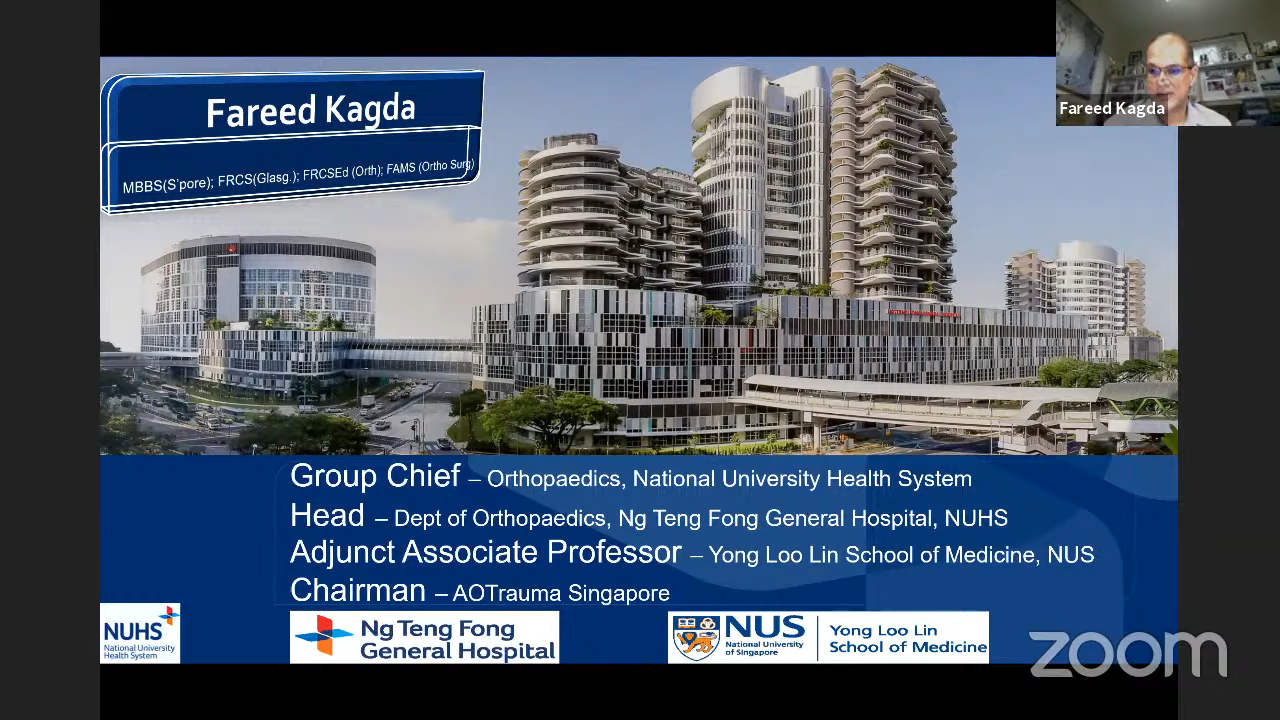 Fareed Kagda
MBBS(S'pore); FRCS(Glasg.); FRCSEd (Orth); FAMS (Ortho Surg)
Fareed Kagda
Group Chief – Orthopaedics, National University Health System
Head – Dept of Orthopaedics, Ng Teng Fong General Hospital, NUHS
Adjunct Associate Professor – Yong Loo Lin School of Medicine, NUS
Chairman – AOTrauma Singapore
NUHS
National University
Health System
Ng Teng Fong
General Hospital
NUS
National University
of Singapore
Yong Loo Lin
School of Medicine
zoom